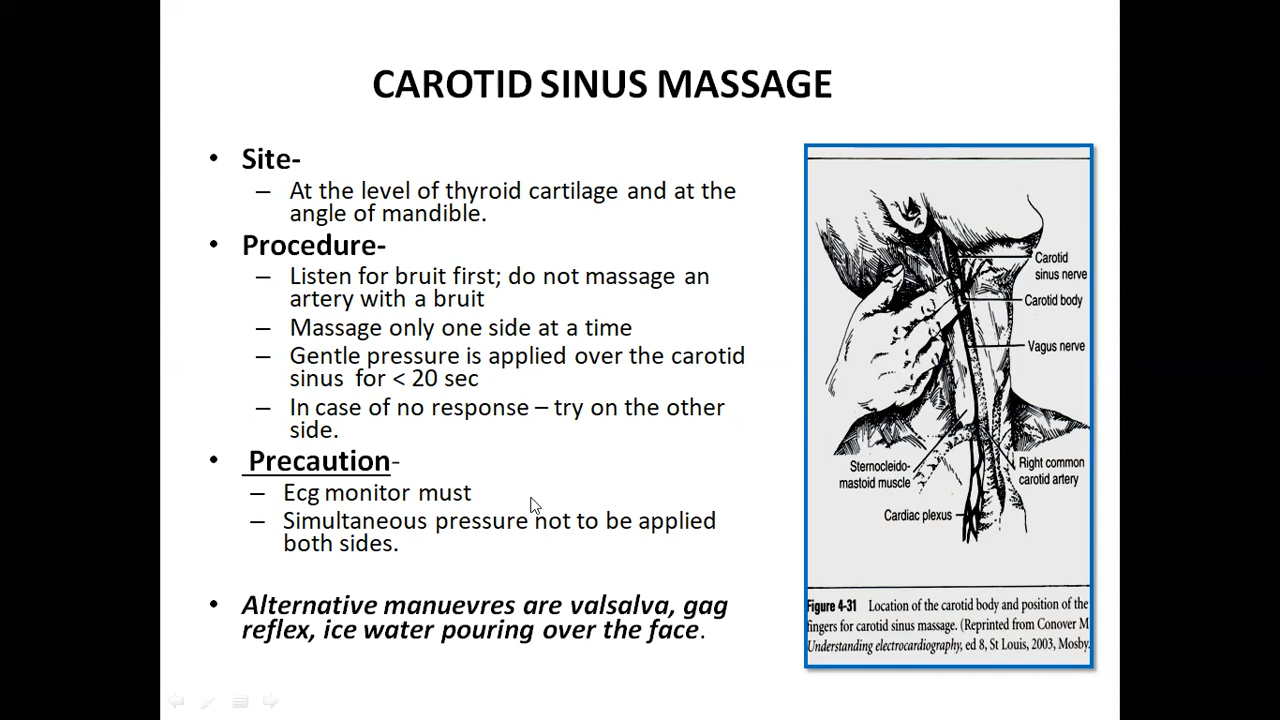 CAROTID SINUS MASSAGE
• Site-
– At the level of thyroid cartilage and at the
angle of mandible.
• Procedure-
– Listen for bruit first; do not massage an
artery with a bruit
– Massage only one side at a time
– Gentle pressure is applied over the carotid
sinus for < 20 sec
– In case of no response – try on the other
side.
• Precaution-
– Ecg monitor must
– Simultaneous pressure not to be applied
both sides.
• Alternative manuevres are valsalva, gag
reflex, ice water pouring over the face.
Carotid
sinus nerve
Carotid body
Vagus nerve
Sternocleido-
mastoid muscle
Right common
carotid artery
Cardiac plexus
Figure 4-31 Location of the carotid body and position of the
fingers for carotid sinus massage. (Reprinted from Conover M
Understanding electrocardiography, ed 8, St Louis, 2003, Mosby.